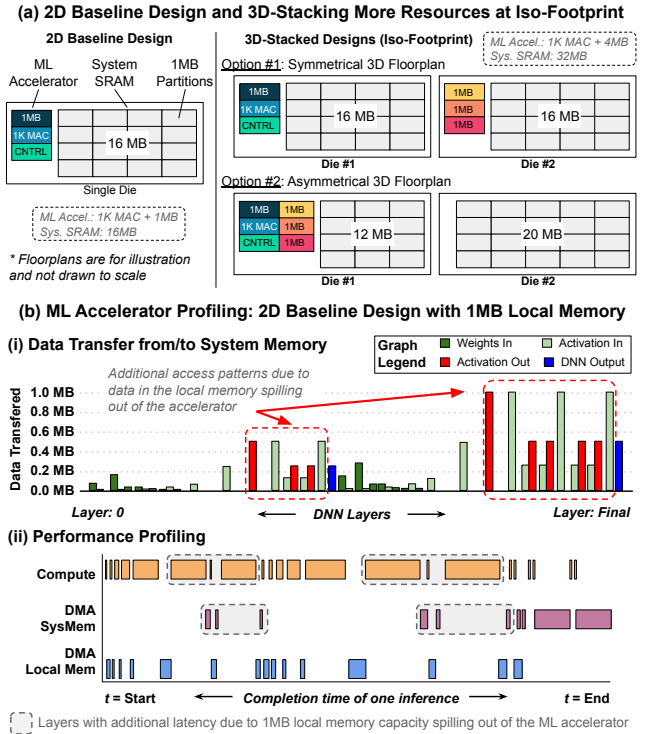 (a) 2D Baseline Design and 3D-Stacking More Resources at Iso-Footprint
2D Baseline Design
ML Accelerator
System SRAM
1MB Partitions
1MB
1K MAC
CNTRL
16 MB
Single Die
ML Accel.: 1K MAC + 1MB
Sys. SRAM: 16MB
* Floorplans are for illustration
and not drawn to scale
3D-Stacked Designs (Iso-Footprint)
ML Accel.: 1K MAC + 4MB
Sys. SRAM: 32MB
Option #1: Symmetrical 3D Floorplan
1MB
1K MAC
CNTRL
16 MB
Die #1
1MB
1MB
1MB
16 MB
Die #2
Option #2: Asymmetrical 3D Floorplan
1MB 1MB
1K MAC 1MB
CNTRL 1MB
12 MB
Die #1
20 MB
Die #2
(b) ML Accelerator Profiling: 2D Baseline Design with 1MB Local Memory
(i) Data Transfer from/to System Memory
Graph Legend
Weights In
Activation In
Activation Out
DNN Output
Additional access patterns due to
data in the local memory spilling
out of the accelerator
Data Transfered
1.0 MB
0.8 MB
0.6 MB
0.4 MB
0.2 MB
0.0 MB
Layer: 0
DNN Layers
Layer: Final
(ii) Performance Profiling
Compute
DMA
SysMem
DMA
Local Mem
t = Start
Completion time of one inference
t = End
Layers with additional latency due to 1MB local memory capacity spilling out of the ML accelerator